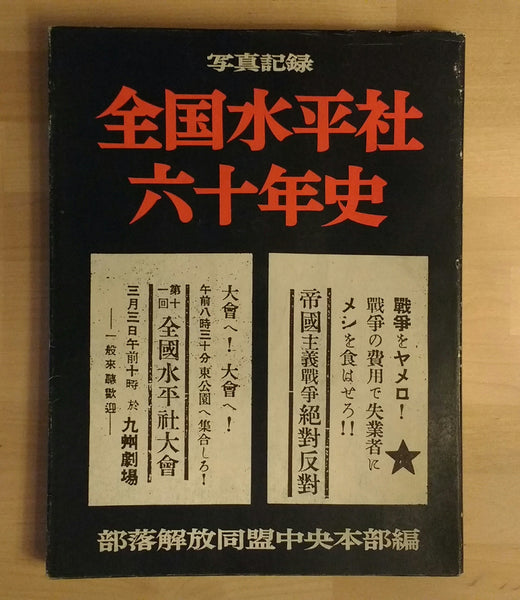 写真記録
全国水平社
六十年史
戰爭をヤメロ!
戰爭の費用で失業者に
メシを食はせろ!!
帝國主義戰爭絕對反對
大會へ! 大會へ!
午前八時三十分東公園へ集合しろ!
第十一回 全國水平社大會
三月三日午前十時 於 九州劇場
──一般來聽歡迎──
部落解放同盟中央本部編